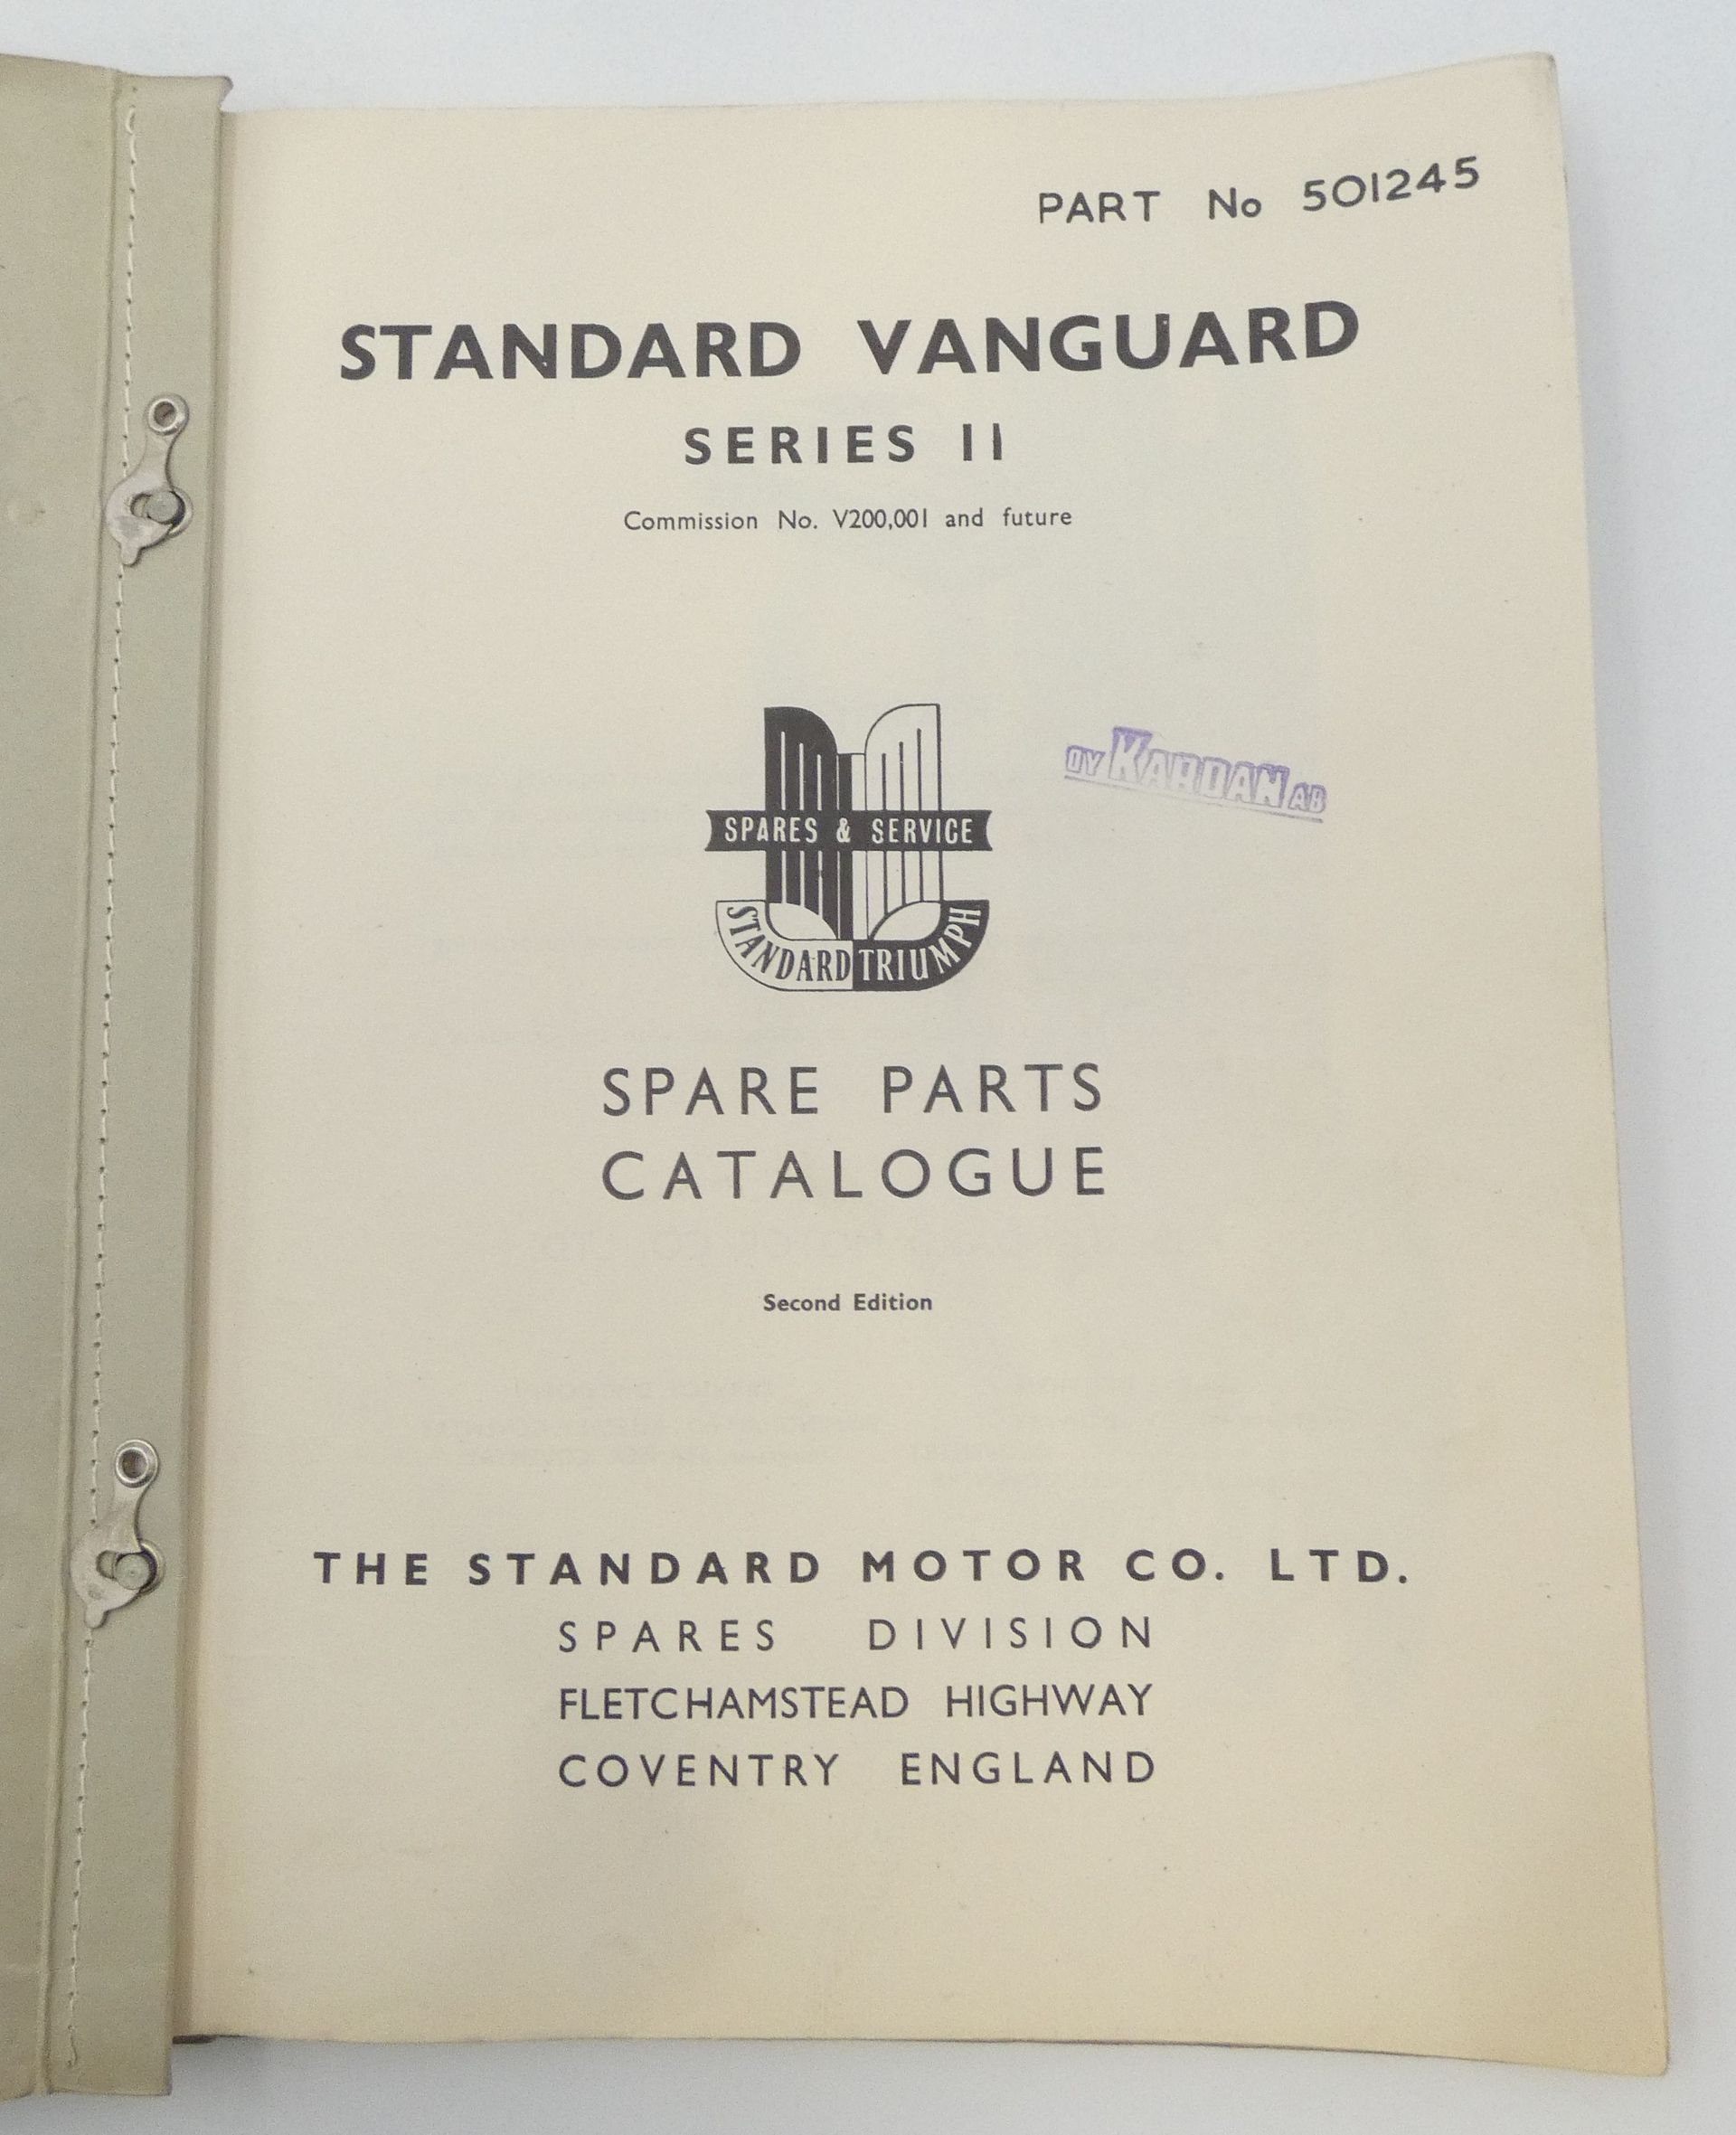 PART No 501245
STANDARD VANGUARD
SERIES II
Commission No. V200,001 and future
OY KARDAN AB
SPARES & SERVICE
STANDARD TRIUMPH
SPARE PARTS
CATALOGUE
Second Edition
THE STANDARD MOTOR CO. LTD.
SPARES DIVISION
FLETCHAMSTEAD HIGHWAY
COVENTRY ENGLAND